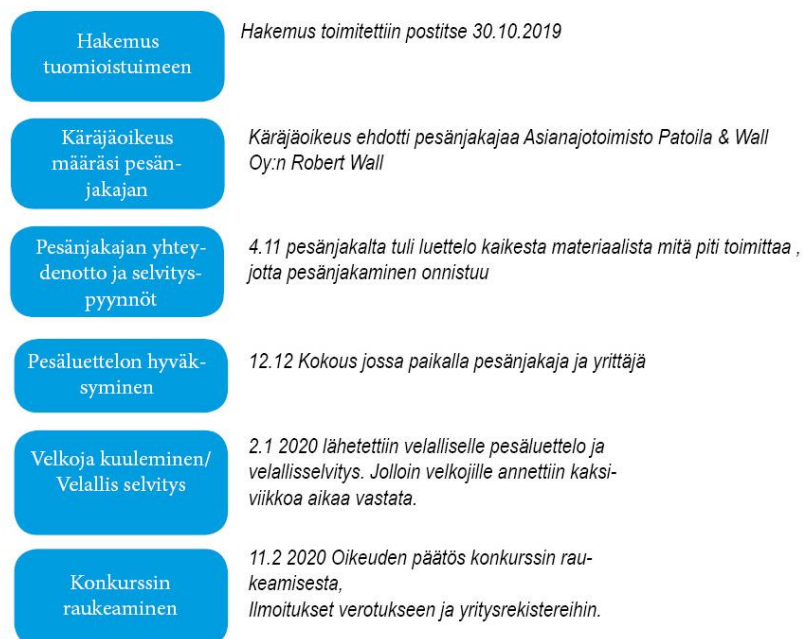 Hakemus
tuomioistuimeen
Hakemus toimitettiin postitse 30.10.2019
Käräjäoikeus
määräsi pesän-
jakajan
Käräjäoikeus ehdotti pesänjakajaa Asianajotoimisto Patoila & Wall
Oy:n Robert Wall
Pesänjakajan yhtey-
denotto ja selvitys-
pyynnöt
4.11 pesänjakalta tuli luettelo kaikesta materiaalista mitä piti toimittaa ,
jotta pesänjakaminen onnistuu
Pesäluettelon hyväk-
syminen
12.12 Kokous jossa paikalla pesänjakaja ja yrittäjä
Velkoja kuuleminen/
Velallis selvitys
2.1 2020 lähetettiin velalliselle pesäluettelo ja
velallisselvitys. Jolloin velkojille annettiin kaksi-
viikkoa aikaa vastata.
Konkurssin
raukeaminen
11.2 2020 Oikeuden päätös konkurssin rau-
keamisesta,
Ilmoitukset verotukseen ja yritysrekistereihin.